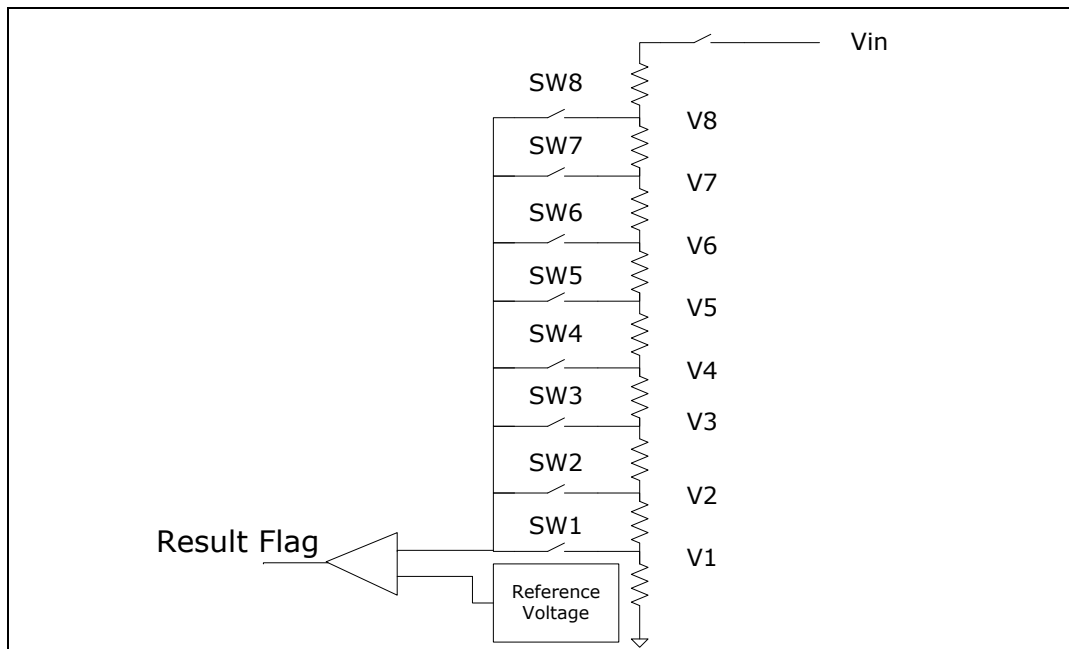 Vin
SW8
V8
SW7
V7
SW6
V6
SW5
V5
SW4
V4
SW3
V3
SW2
V2
SW1
V1
Result Flag
Reference
Voltage